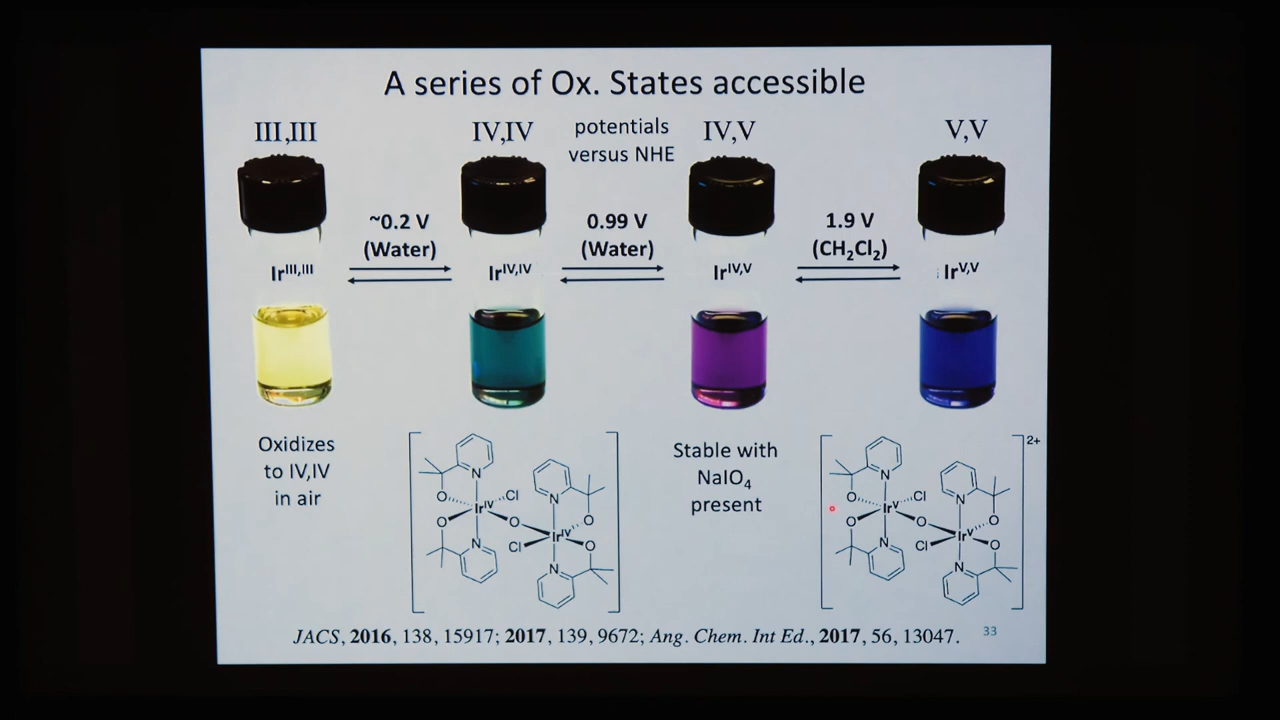 A series of Ox. States accessible
III,III
IV,IV
potentials
versus NHE
IV,V
V,V
~0.2 V
(Water)
0.99 V
(Water)
1.9 V
(CH₂Cl₂)
Irᴵᴵᴵ,ᴵᴵᴵ
Irᴵⱽ,ᴵⱽ
Irᴵⱽ,ⱽ
Irⱽ,ⱽ
Oxidizes
to IV,IV
in air
N
O
Irᴵⱽ
Cl
O
N
O
N
O
Cl
Irᴵⱽ
O
N
Stable with
NaIO₄
present
2+
N
O
Irⱽ
Cl
O
N
O
N
O
Cl
Irⱽ
O
N
JACS, 2016, 138, 15917; 2017, 139, 9672; Ang. Chem. Int Ed., 2017, 56, 13047.
33